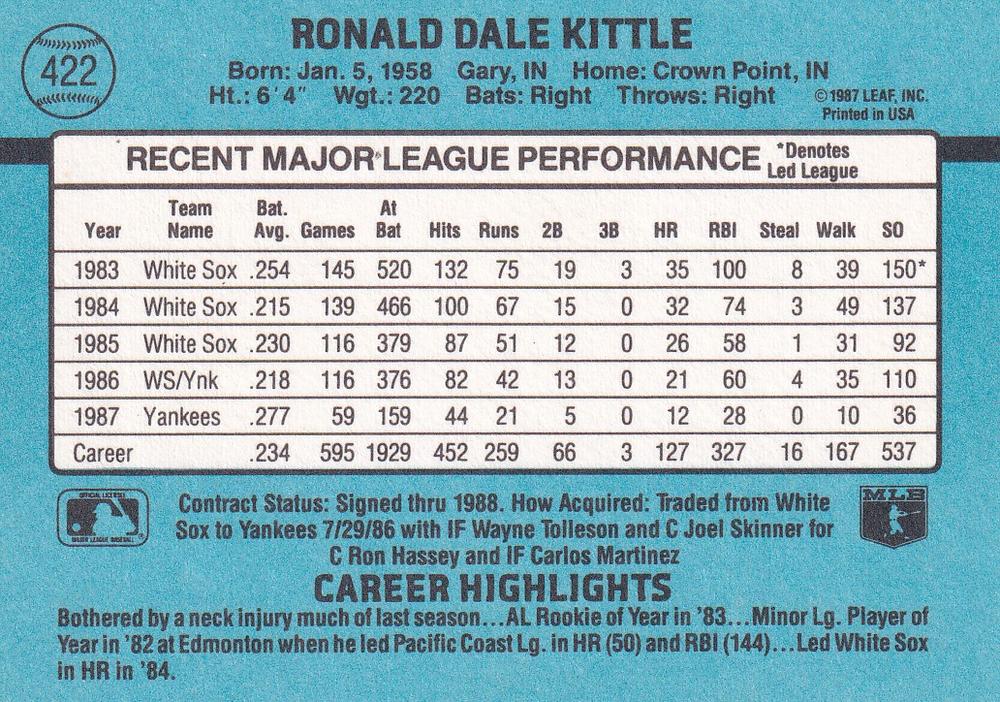 RONALD DALE KITTLE
422
Born: Jan. 5, 1958 Gary, IN Home: Crown Point, IN
Ht.: 6'4" Wgt.: 220 Bats: Right Throws: Right
©1987 LEAF, INC.
Printed in USA
RECENT MAJOR LEAGUE PERFORMANCE *Denotes Led League
Year Team Name Bat. Avg. Games At Bat Hits Runs 2B 3B HR RBI Steal Walk SO
1983 White Sox .254 145 520 132 75 19 3 35 100 8 39 150*
1984 White Sox .215 139 466 100 67 15 0 32 74 3 49 137
1985 White Sox .230 116 379 87 51 12 0 26 58 1 31 92
1986 WS/Ynk .218 116 376 82 42 13 0 21 60 4 35 110
1987 Yankees .277 59 159 44 21 5 0 12 28 0 10 36
Career .234 595 1929 452 259 66 3 127 327 16 167 537
OFFICIAL LICENSEE
MAJOR LEAGUE BASEBALL
Contract Status: Signed thru 1988. How Acquired: Traded from White
Sox to Yankees 7/29/86 with IF Wayne Tolleson and C Joel Skinner for
C Ron Hassey and IF Carlos Martinez
MLB
CAREER HIGHLIGHTS
Bothered by a neck injury much of last season...AL Rookie of Year in '83...Minor Lg. Player of
Year in '82 at Edmonton when he led Pacific Coast Lg. in HR (50) and RBI (144)...Led White Sox
in HR in '84.